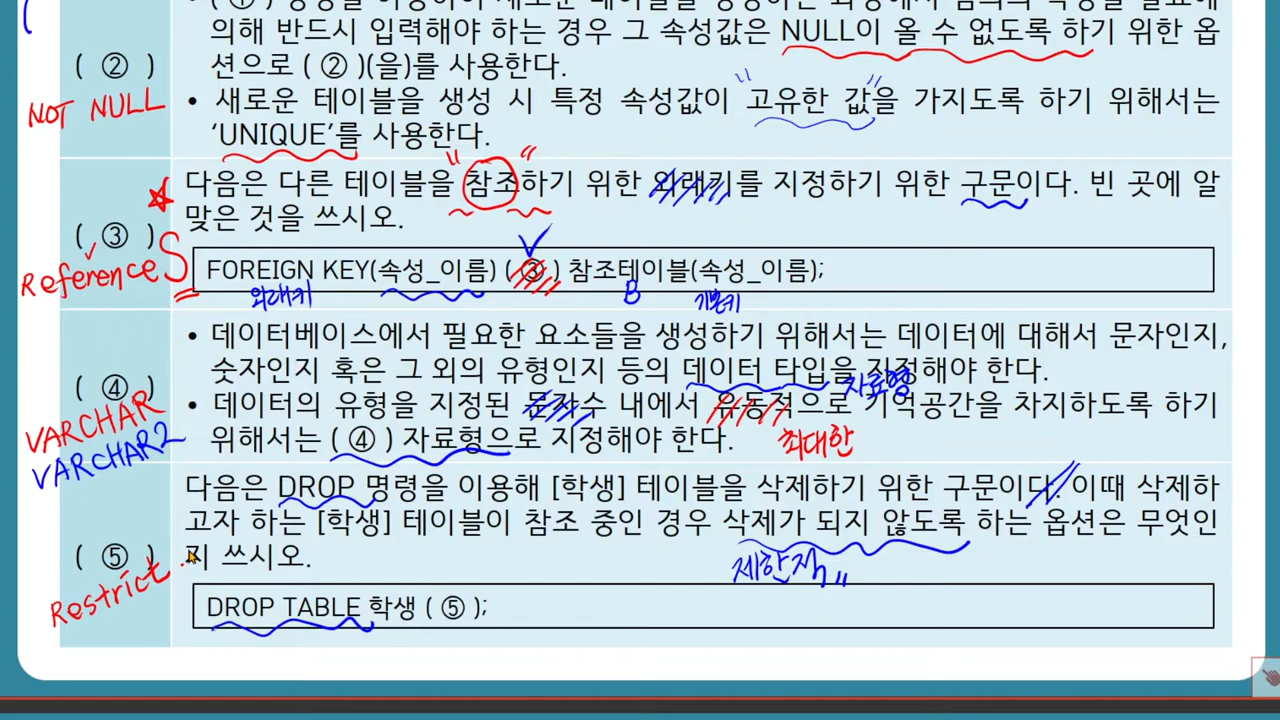 ( ② )
NOT NULL
의해 반드시 입력해야 하는 경우 그 속성값은 NULL이 올 수 없도록 하기 위한 옵
션으로 ( ② )(을)를 사용한다.
• 새로운 테이블을 생성 시 특정 속성값이 "고유한 값"을 가지도록 하기 위해서는
‘UNIQUE’를 사용한다.
( ③ )
References
다음은 다른 테이블을 "참조"하기 위한 외래키를 지정하기 위한 구문이다. 빈 곳에 알
맞은 것을 쓰시오.
FOREIGN KEY(속성_이름) ( ③ ) 참조테이블(속성_이름);
외래키 B 기본키
( ④ )
VARCHAR
VARCHAR2
• 데이터베이스에서 필요한 요소들을 생성하기 위해서는 데이터에 대해서 문자인지,
숫자인지 혹은 그 외의 유형인지 등의 데이터 타입을 지정해야 한다.
자료형
• 데이터의 유형을 지정된 문자수 내에서 유동적으로 기억공간을 차지하도록 하기
위해서는 ( ④ ) 자료형으로 지정해야 한다.
최대한
( ⑤ )
Restrict
다음은 DROP 명령을 이용해 [학생] 테이블을 삭제하기 위한 구문이다. 이때 삭제하
고자 하는 [학생] 테이블이 참조 중인 경우 삭제가 되지 않도록 하는 옵션은 무엇인
지 쓰시오.
제한적"
DROP TABLE 학생 ( ⑤ );